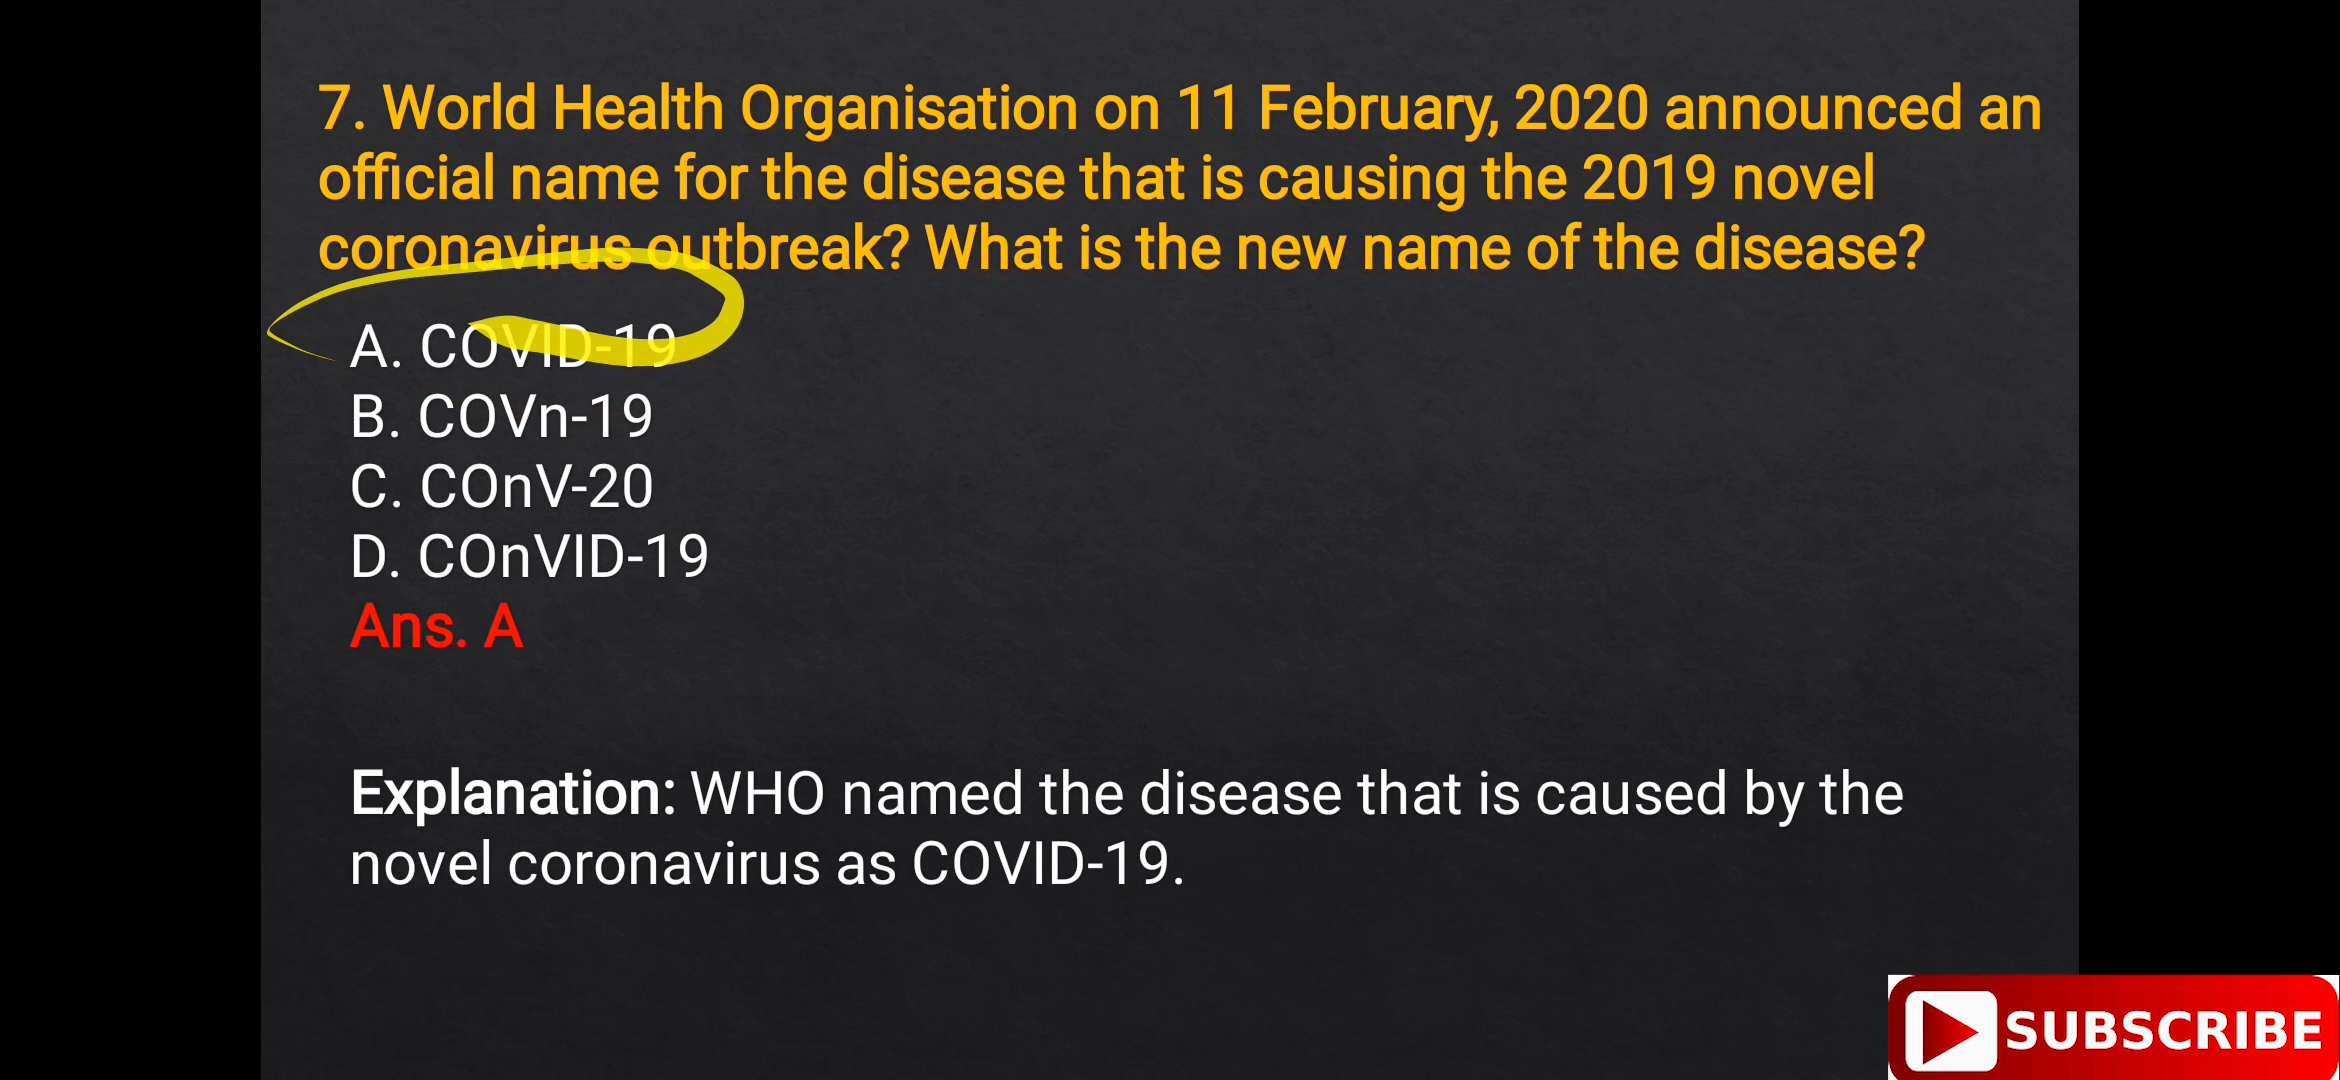 7. World Health Organisation on 11 February, 2020 announced an
official name for the disease that is causing the 2019 novel
coronavirus outbreak? What is the new name of the disease?
A. COVID-19
B. COVn-19
C. COnV-20
D. COnVID-19
Ans. A
Explanation: WHO named the disease that is caused by the
novel coronavirus as COVID-19.
SUBSCRIBE